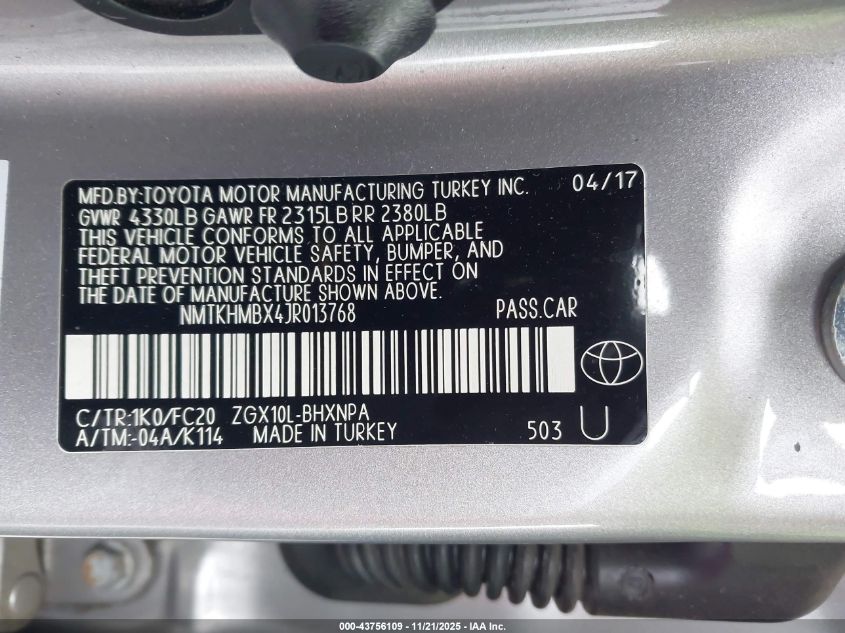 MFD.BY:TOYOTA MOTOR MANUFACTURING TURKEY INC. 04/17
GVWR 4330LB GAWR FR 2315LB RR 2380LB
THIS VEHICLE CONFORMS TO ALL APPLICABLE
FEDERAL MOTOR VEHICLE SAFETY, BUMPER, AND
THEFT PREVENTION STANDARDS IN EFFECT ON
THE DATE OF MANUFACTURE SHOWN ABOVE.
NMTKHMBX4JR013768 PASS.CAR
C/TR:1K0/FC20 ZGX10L-BHXNPA
A/TM:-04A/K114 MADE IN TURKEY 503 U
000-43756109 - 11/21/2025 - IAA Inc.